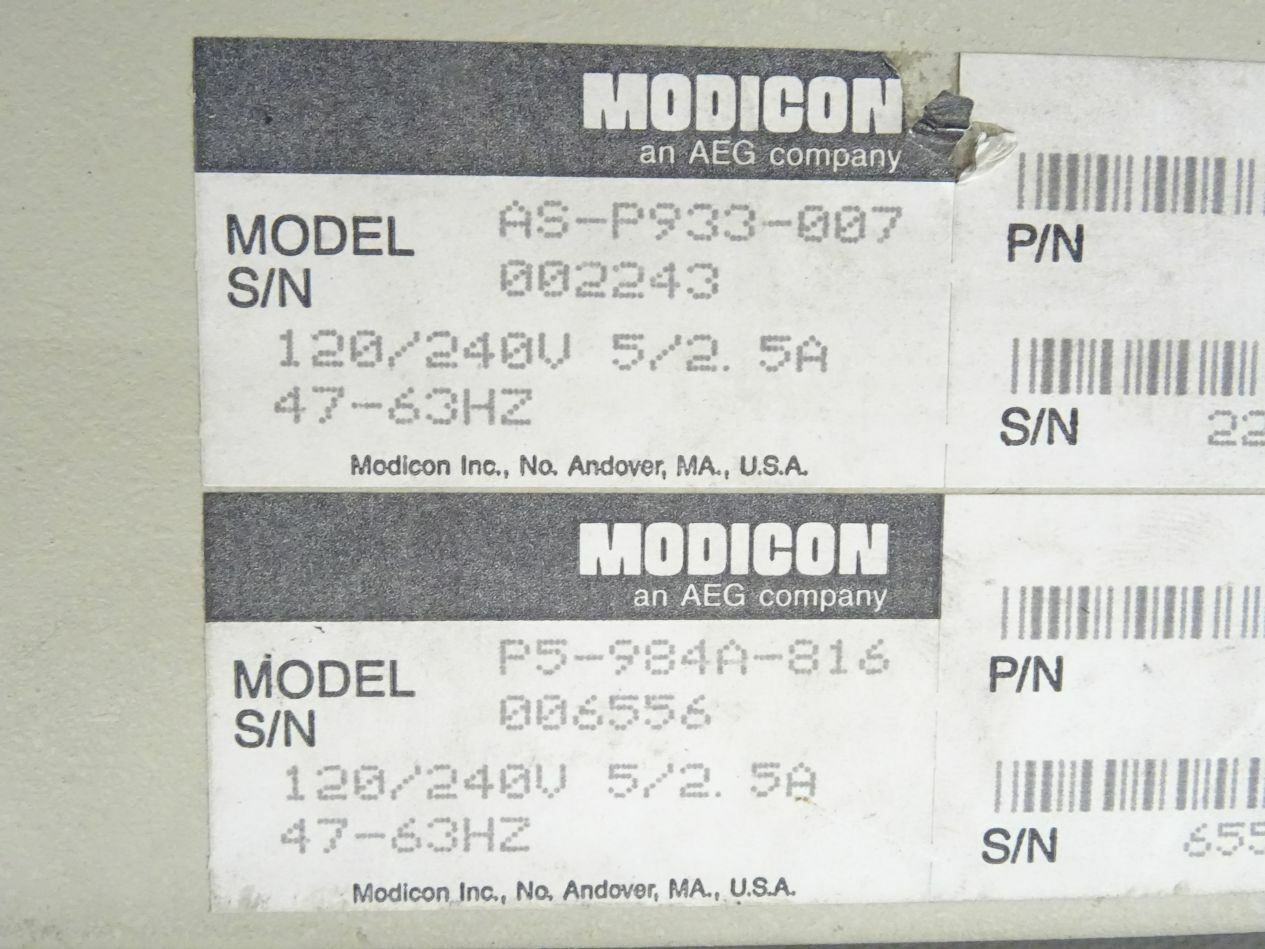 MODICON
an AEG company
MODEL AS-P933-007
S/N 002243
120/240V 5/2.5A
47-63HZ
Modicon Inc., No. Andover, MA., U.S.A.
P/N
S/N 22
MODICON
an AEG company
MODEL P5-984A-816
S/N 006556
120/240V 5/2.5A
47-63HZ
Modicon Inc., No. Andover, MA., U.S.A.
P/N
S/N 655